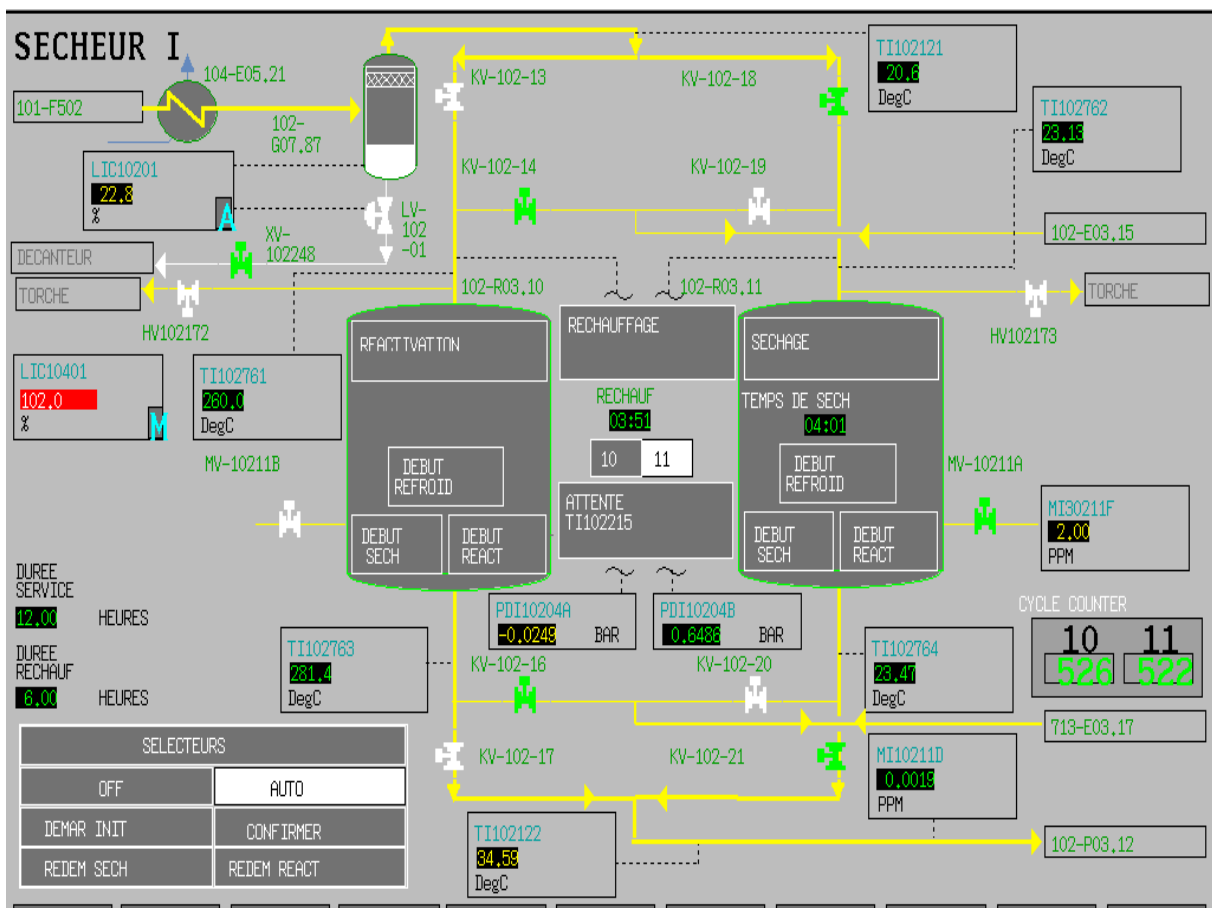 SECHEUR I
104-E05.21
101-F502
102-
G07.87
LIC10201
22.8
%
A
LV-
102
-01
XV-
102248
DECANTEUR
TORCHE
HV102172
KV-102-13
KV-102-18
KV-102-14
KV-102-19
TI102121
20.6
DegC
TI102762
23.13
DegC
102-E03.15
TORCHE
HV102173
102-R03.10
102-R03.11
LIC10401
102.0
%
M
TI102761
260.0
DegC
MV-10211B
REACTIVATION
DEBUT
REFROID
DEBUT
SECH
DEBUT
REACT
RECHAUFFAGE
RECHAUF
03:51
10
11
ATTENTE
TI102215
SECHAGE
TEMPS DE SECH
04:01
DEBUT
REFROID
DEBUT
SECH
DEBUT
REACT
MV-10211A
MI30211F
2.00
PPM
DUREE
SERVICE
12.00 HEURES
DUREE
RECHAUF
6.00 HEURES
PDI10204A
-0.0249 BAR
PDI10204B
0.6486 BAR
CYCLE COUNTER
10 11
526 522
TI102763
281.4
DegC
KV-102-16
KV-102-20
TI102764
23.47
DegC
713-E03.17
SELECTEURS
OFF
AUTO
DEMAR INIT
CONFIRMER
REDEM SECH
REDEM REACT
KV-102-17
KV-102-21
MI10211D
0.0019
PPM
TI102122
34.59
DegC
102-P03.12